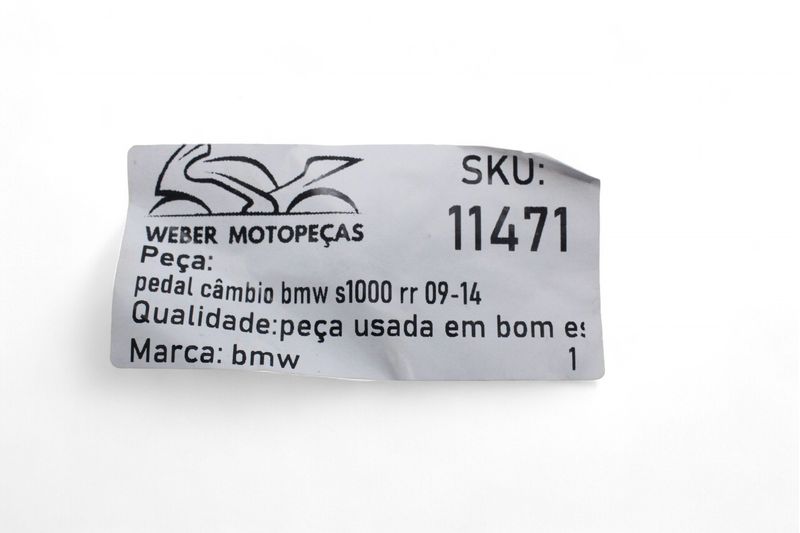 WEBER MOTOPEÇAS
SKU:
11471
Peça:
pedal câmbio bmw s1000 rr 09-14
Qualidade:peça usada em bom es
Marca: bmw
1